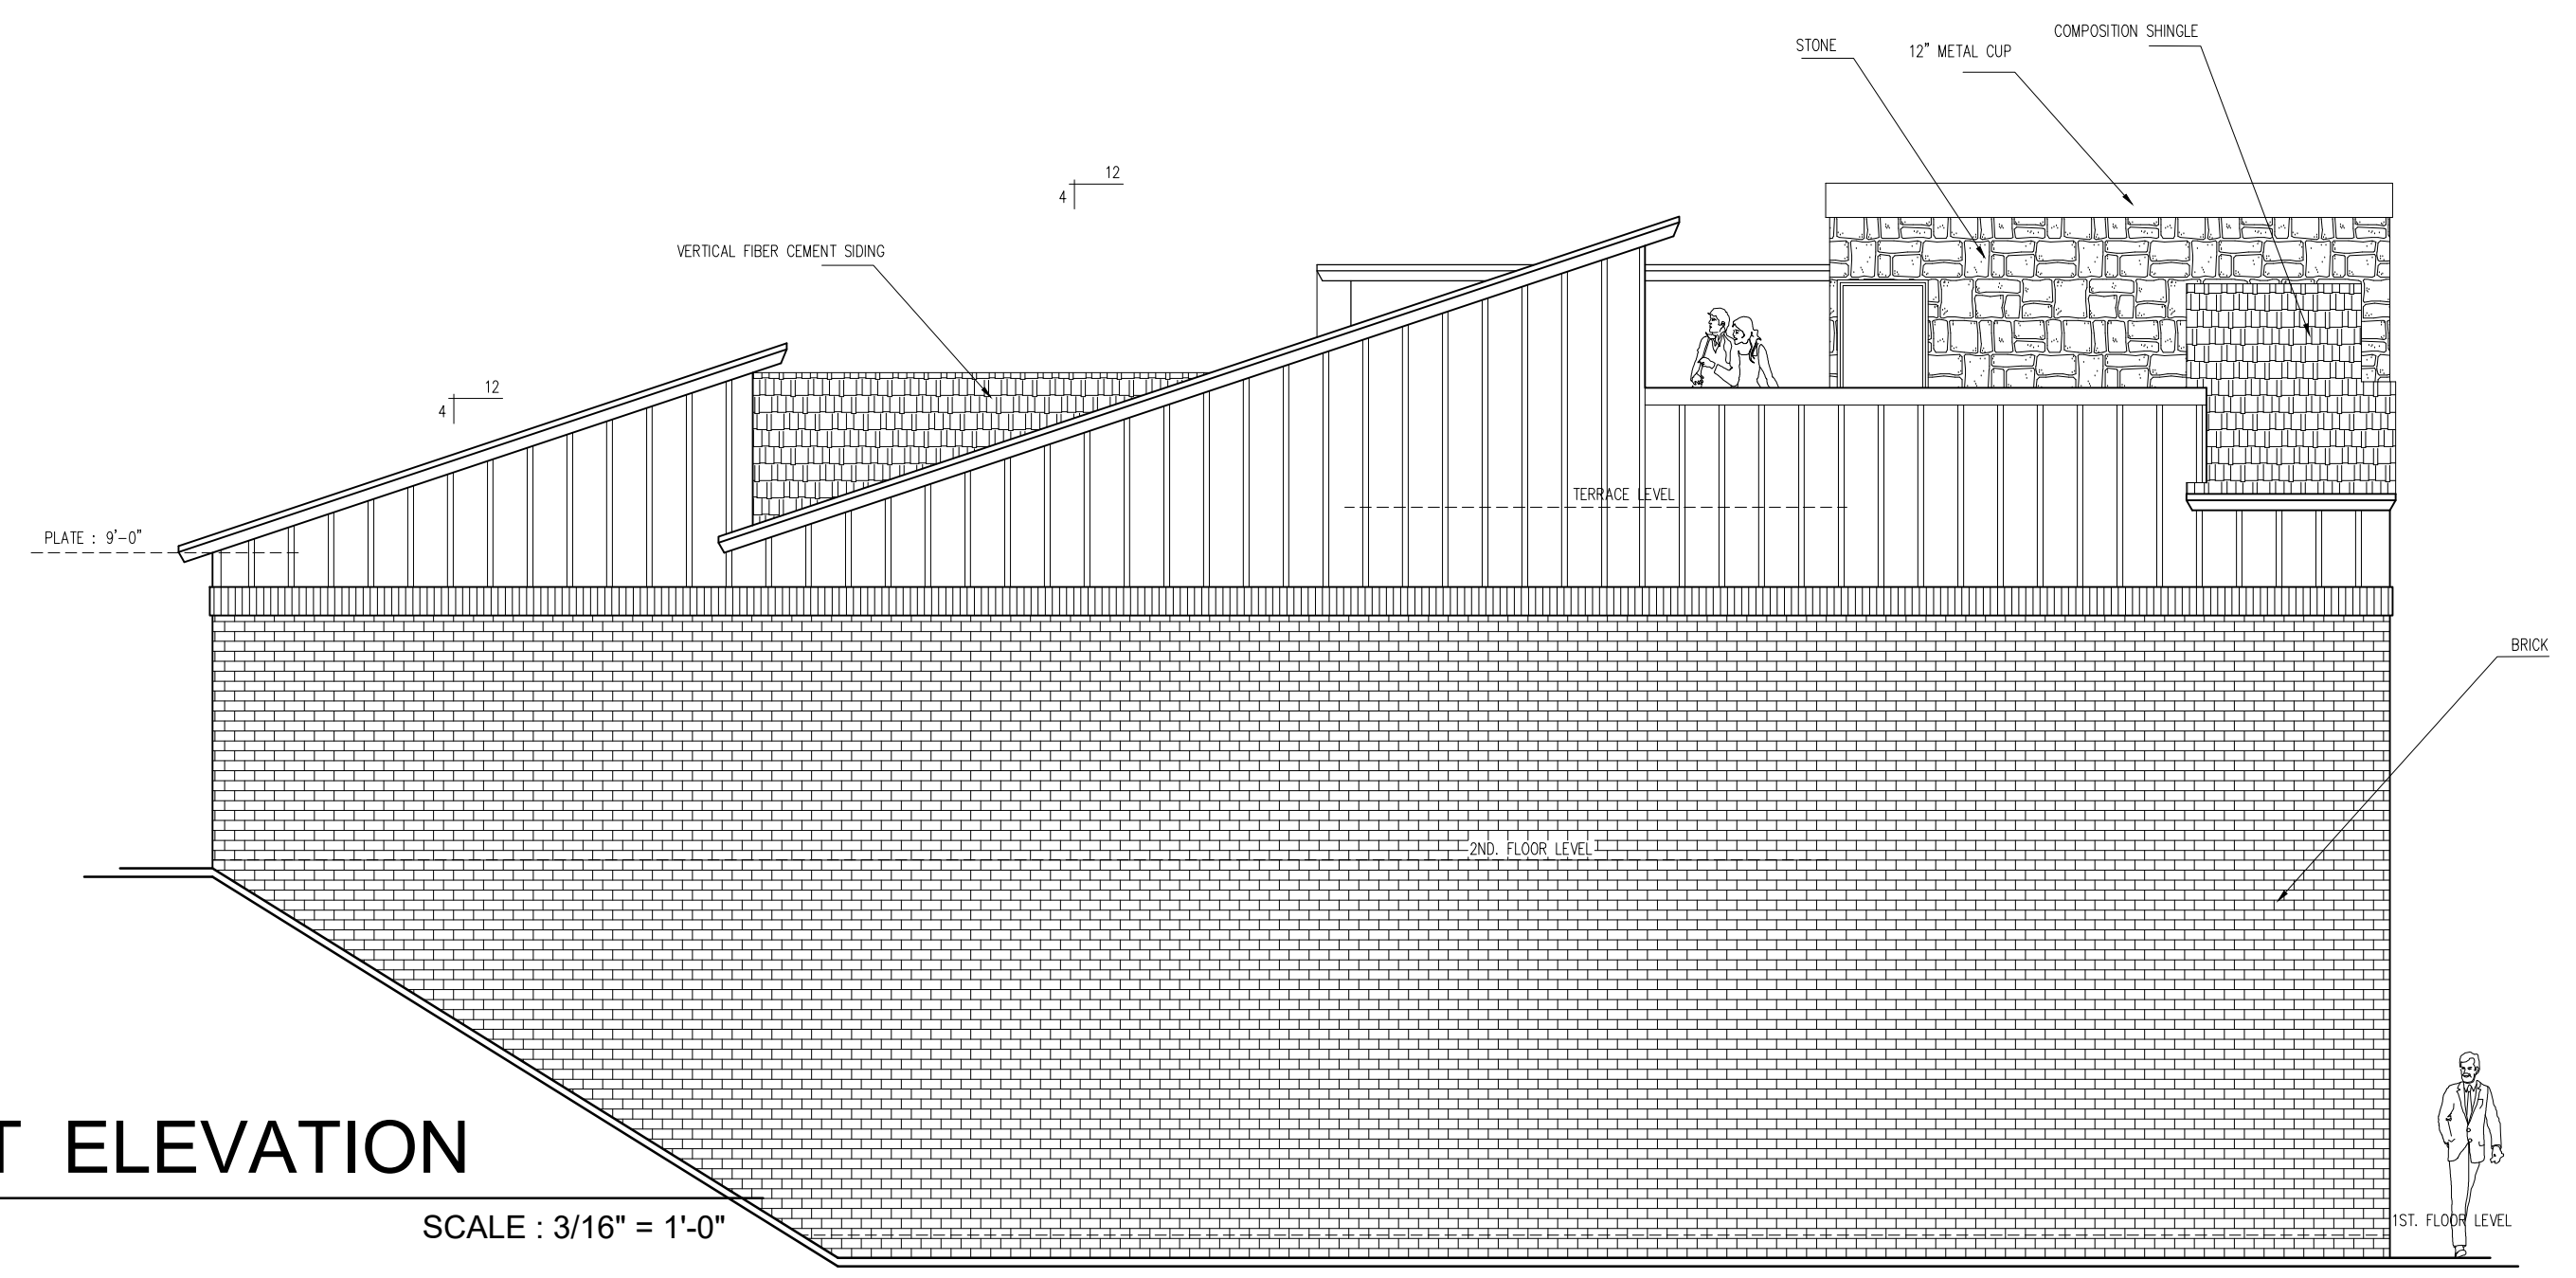 COMPOSITION SHINGLE
STONE
12" METAL CUP
12
4
VERTICAL FIBER CEMENT SIDING
12
4
TERRACE LEVEL
PLATE : 9'-0"
BRICK
2ND. FLOOR LEVEL
T ELEVATION
SCALE : 3/16" = 1'-0"
1ST. FLOOR LEVEL